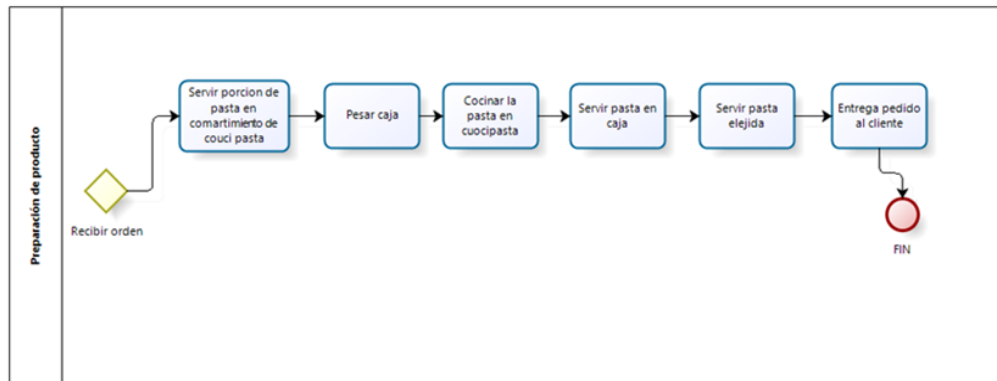 Preparación de producto
Recibir orden
Servir porcion de
pasta en
comartimiento de
couci pasta
Pesar caja
Cocinar la
pasta en
cuocipasta
Servir pasta en
caja
Servir pasta
elejida
Entrega pedido
al cliente
FIN